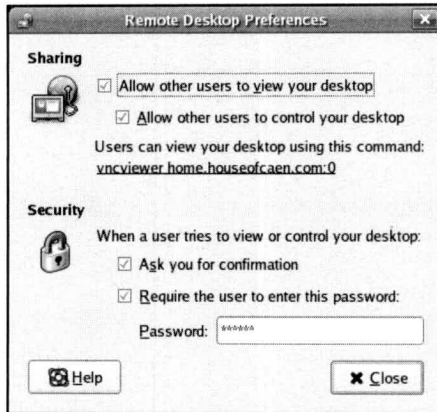 Remote Desktop Preferences
Sharing
Allow other users to view your desktop
Allow other users to control your desktop
Users can view your desktop using this command:
vncviewer home.houseofcaen.com:0
Security
When a user tries to view or control your desktop:
Ask you for confirmation
Require the user to enter this password:
Password: ******
Help
Close